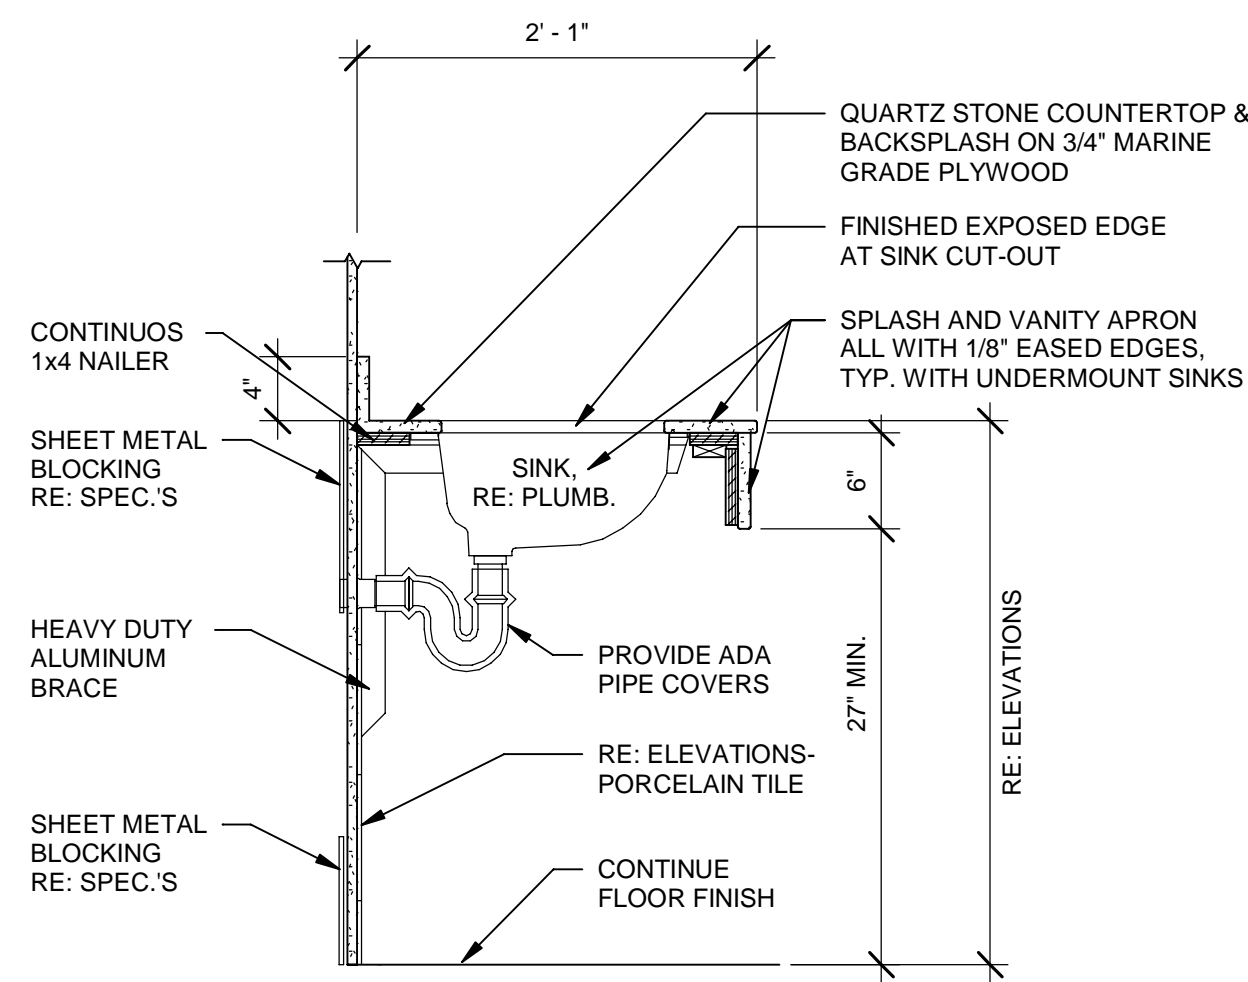 2' - 1"
QUARTZ STONE COUNTERTOP &
BACKSPLASH ON 3/4" MARINE
GRADE PLYWOOD
FINISHED EXPOSED EDGE
AT SINK CUT-OUT
SPLASH AND VANITY APRON
ALL WITH 1/8" EASED EDGES,
TYP. WITH UNDERMOUNT SINKS
CONTINUOS
1x4 NAILER
4"
SHEET METAL
BLOCKING
RE: SPEC.'S
SINK,
RE: PLUMB.
6"
HEAVY DUTY
ALUMINUM
BRACE
PROVIDE ADA
PIPE COVERS
27" MIN.
RE: ELEVATIONS
RE: ELEVATIONS-
PORCELAIN TILE
SHEET METAL
BLOCKING
RE: SPEC.'S
CONTINUE
FLOOR FINISH